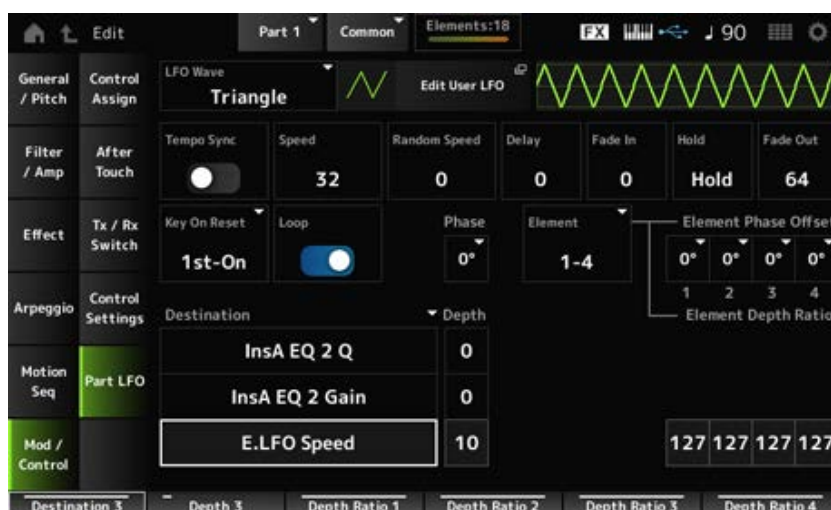 Edit
Part 1
Common
Elements:18
FX
♩ 90
General / Pitch
Control Assign
LFO Wave
Triangle
Edit User LFO
Filter / Amp
After Touch
Tempo Sync
Speed
32
Random Speed
0
Delay
0
Fade In
0
Hold
Hold
Fade Out
64
Effect
Tx / Rx Switch
Key On Reset
1st-On
Loop
Phase
0°
Element
1-4
Element Phase Offset
0° 0° 0° 0°
1 2 3 4
Element Depth Ratio
Arpeggio
Control Settings
Destination
Depth
InsA EQ 2 Q
0
Motion Seq
Part LFO
InsA EQ 2 Gain
0
Mod / Control
E.LFO Speed
10
127 127 127 127
Destination 3
Depth 3
Depth Ratio 1
Depth Ratio 2
Depth Ratio 3
Depth Ratio 4